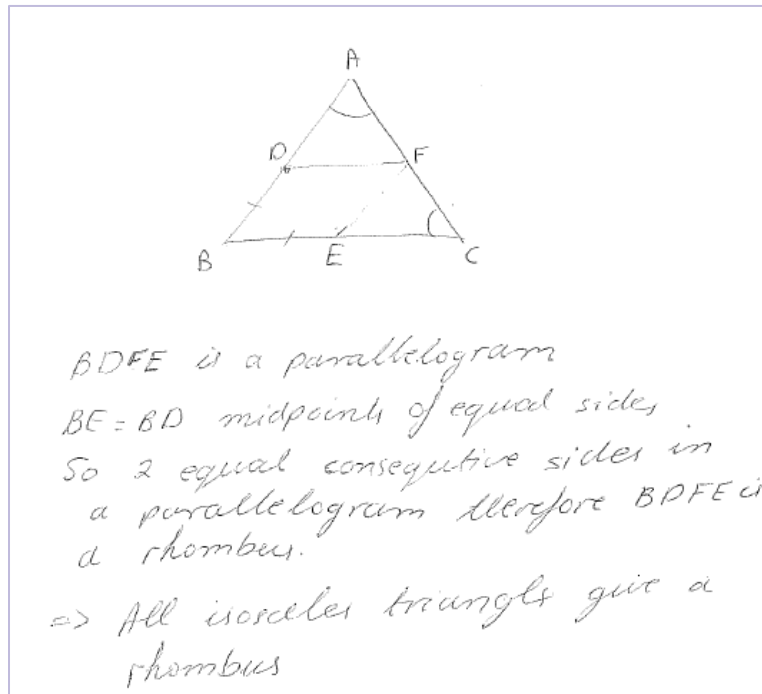 A
D
F
B
E
C
BDFE is a parallelogram
BE = BD midpoints of equal sides
So 2 equal consequtive sides in
a parallelogram therefore BDFE is
a rhombus.
=> All isosceles triangls give a
rhombus